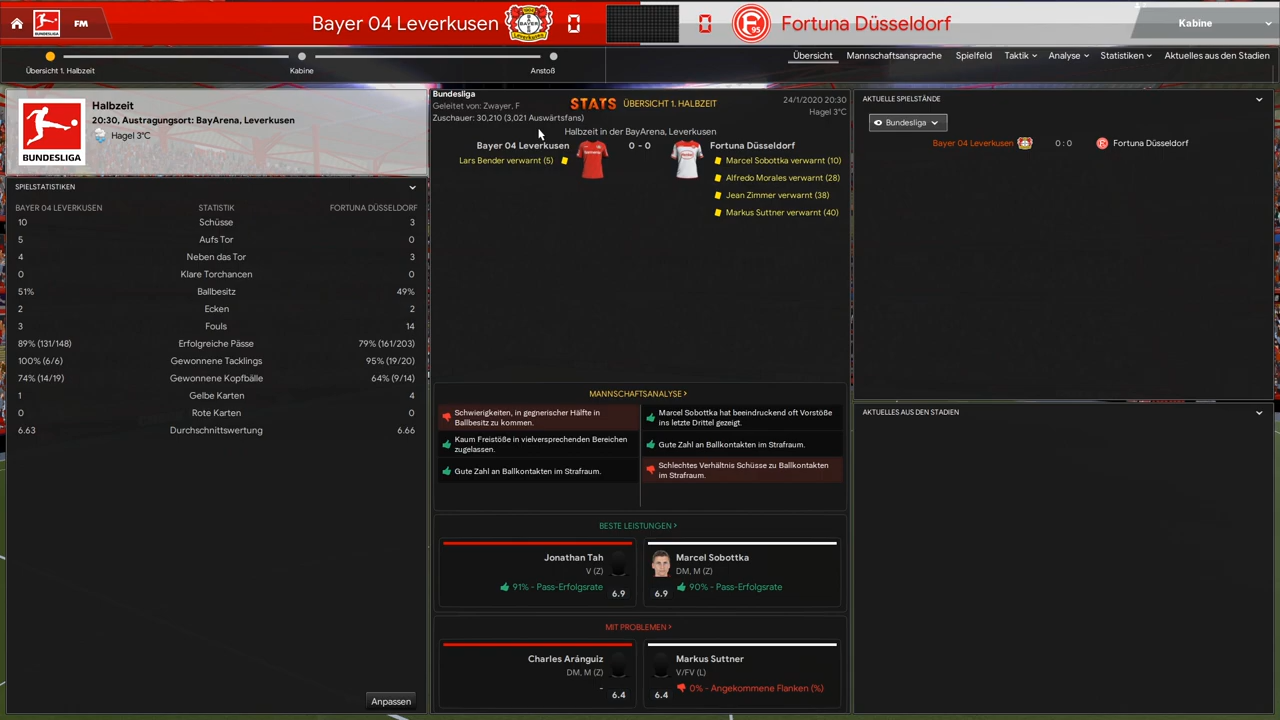 FM
Bayer 04 Leverkusen 0
0 Fortuna Düsseldorf
Kabine
Übersicht 1. Halbzeit
Kabine
Anstoß
Übersicht Mannschaftsansprache Spielfeld Taktik Analyse Statistiken Aktuelles aus den Stadien
BUNDESLIGA
Halbzeit
20:30, Austragungsort: BayArena, Leverkusen
Hagel 3°C
SPIELSTATISTIKEN
BAYER 04 LEVERKUSEN STATISTIK FORTUNA DÜSSELDORF
10 Schüsse 3
5 Aufs Tor 0
4 Neben das Tor 3
0 Klare Torchancen 0
51% Ballbesitz 49%
2 Ecken 2
3 Fouls 14
89% (131/148) Erfolgreiche Pässe 79% (161/203)
100% (6/6) Gewonnene Tacklings 95% (19/20)
74% (14/19) Gewonnene Kopfbälle 64% (9/14)
1 Gelbe Karten 4
0 Rote Karten 0
6.63 Durchschnittswertung 6.66
Anpassen
Bundesliga
Geleitet von: Zwayer, F
Zuschauer: 30,210 (3,021 Auswärtsfans)
STATS ÜBERSICHT 1. HALBZEIT
24/1/2020 20:30
Hagel 3°C
Halbzeit in der BayArena, Leverkusen
Bayer 04 Leverkusen 0 - 0 Fortuna Düsseldorf
Lars Bender verwarnt (5)
Marcel Sobottka verwarnt (10)
Alfredo Morales verwarnt (28)
Jean Zimmer verwarnt (38)
Markus Suttner verwarnt (40)
MANNSCHAFTSANALYSE >
Schwierigkeiten, in gegnerischer Hälfte in
Ballbesitz zu kommen.
Kaum Freistöße in vielversprechenden Bereichen
zugelassen.
Gute Zahl an Ballkontakten im Strafraum.
Marcel Sobottka hat beeindruckend oft Vorstöße
ins letzte Drittel gezeigt.
Gute Zahl an Ballkontakten im Strafraum.
Schlechtes Verhältnis Schüsse zu Ballkontakten
im Strafraum.
BESTE LEISTUNGEN >
Jonathan Tah
V (Z)
91% - Pass-Erfolgsrate
6.9
Marcel Sobottka
DM, M (Z)
90% - Pass-Erfolgsrate
6.9
MIT PROBLEMEN >
Charles Aránguiz
DM, M (Z)
-
6.4
Markus Suttner
V/FV (L)
0% - Angekommene Flanken (%)
6.4
AKTUELLE SPIELSTÄNDE
Bundesliga
Bayer 04 Leverkusen 0 : 0 Fortuna Düsseldorf
AKTUELLES AUS DEN STADIEN